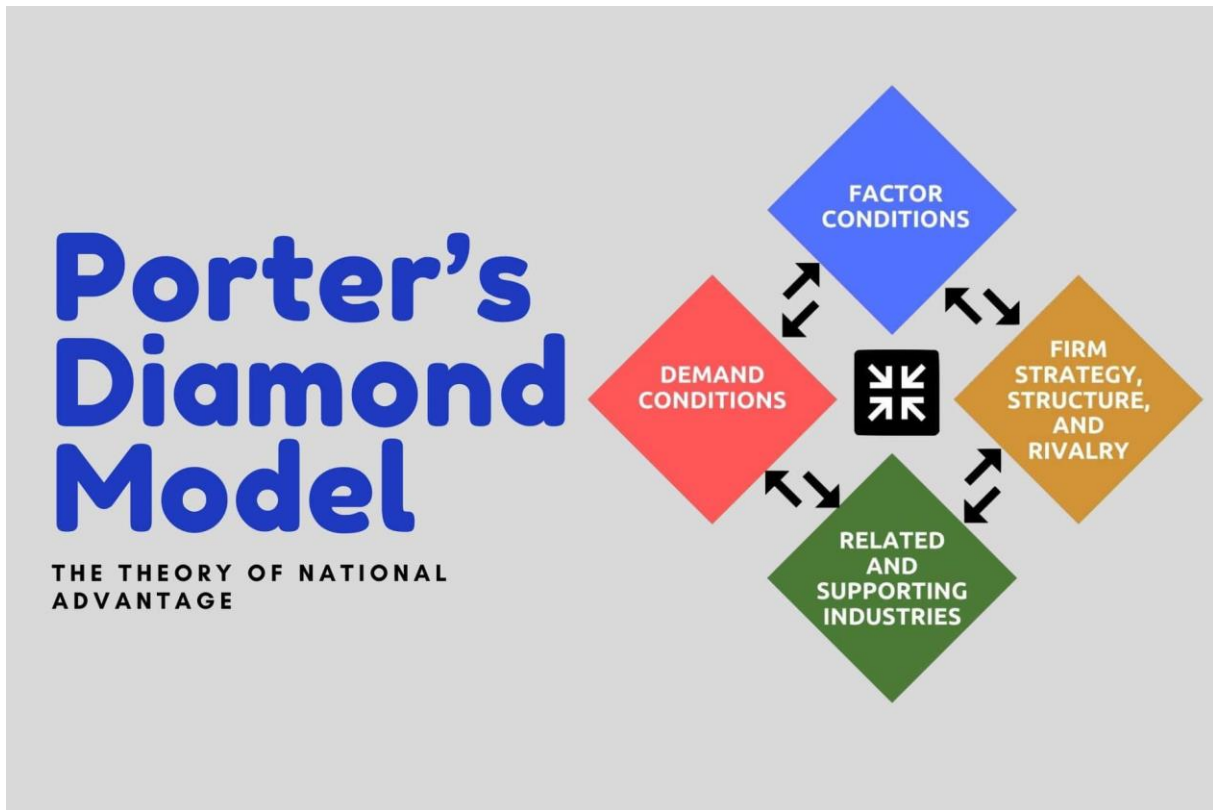 Porter’s
Diamond
Model
THE THEORY OF NATIONAL
ADVANTAGE
FACTOR
CONDITIONS
DEMAND
CONDITIONS
FIRM
STRATEGY,
STRUCTURE,
AND
RIVALRY
RELATED
AND
SUPPORTING
INDUSTRIES